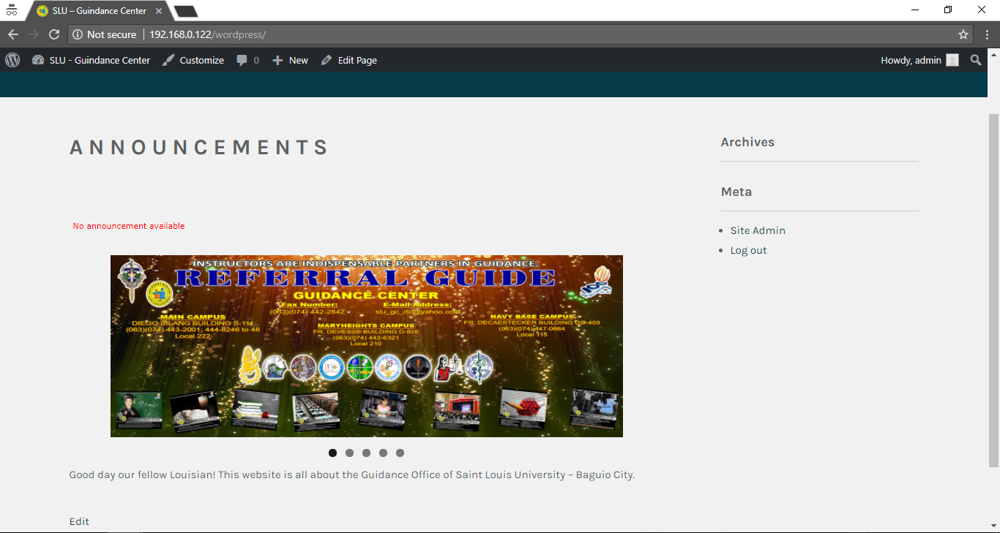 SLU – Guindance Center
Not secure
192.168.0.122/wordpress/
SLU - Guindance Center
Customize
0
New
Edit Page
Howdy, admin
ANNOUNCEMENTS
Archives
Meta
Site Admin
Log out
No announcement available
INSTRUCTORS ARE INDISPENSABLE PARTNERS IN GUIDANCE.
REFERRAL GUIDE
GUIDANCE CENTER
Fax Number:
(063)(074) 442-2842
E-Mail Address:
slu_gc_dir@yahoo.com
MAIN CAMPUS
DIEGO SILANG BUILDING S-114
(063)(074) 443-2001; 444-8246 to 48
Local 222
MARYHEIGHTS CAMPUS
FR. DEVESSE BUILDING
(063)(074) 442-6321
Local 210
NAVY BASE CAMPUS
FR. DECAESTECKER BUILDING
(063)(074) 447-0664
Local 115
Good day our fellow Louisian! This website is all about the Guidance Office of Saint Louis University – Baguio City.
Edit